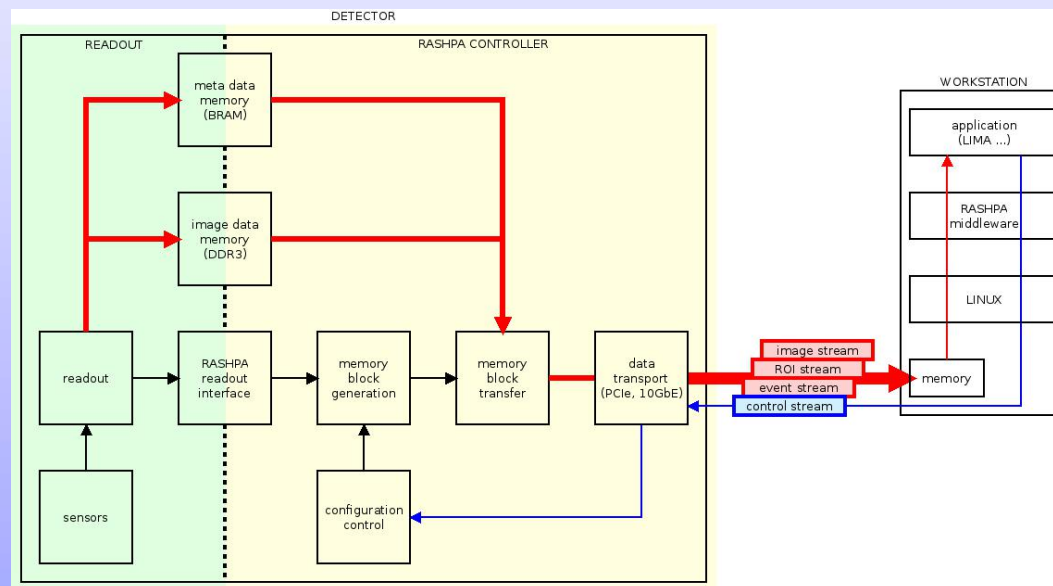 DETECTOR
READOUT
RASHPA CONTROLLER
meta data
memory
(BRAM)
image data
memory
(DDR3)
readout
RASHPA
readout
interface
memory
block
generation
memory
block
transfer
data
transport
(PCIe, 10GbE)
sensors
configuration
control
image stream
ROI stream
event stream
control stream
WORKSTATION
application
(LIMA ...)
RASHPA
middleware
LINUX
memory